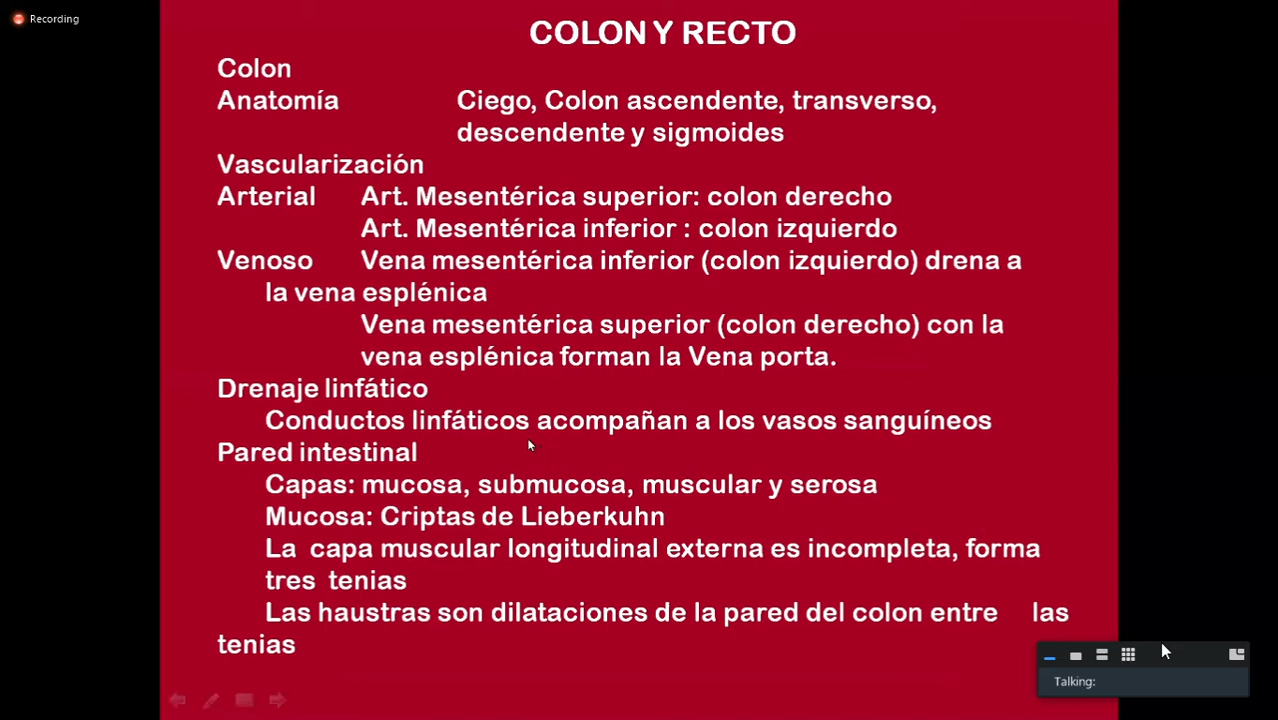 Recording
COLON Y RECTO
Colon
Anatomía Ciego, Colon ascendente, transverso,
descendente y sigmoides
Vascularización
Arterial Art. Mesentérica superior: colon derecho
Art. Mesentérica inferior : colon izquierdo
Venoso Vena mesentérica inferior (colon izquierdo) drena a
la vena esplénica
Vena mesentérica superior (colon derecho) con la
vena esplénica forman la Vena porta.
Drenaje linfático
Conductos linfáticos acompañan a los vasos sanguíneos
Pared intestinal
Capas: mucosa, submucosa, muscular y serosa
Mucosa: Criptas de Lieberkuhn
La capa muscular longitudinal externa es incompleta, forma
tres tenias
Las haustras son dilataciones de la pared del colon entre las
tenias
Talking: